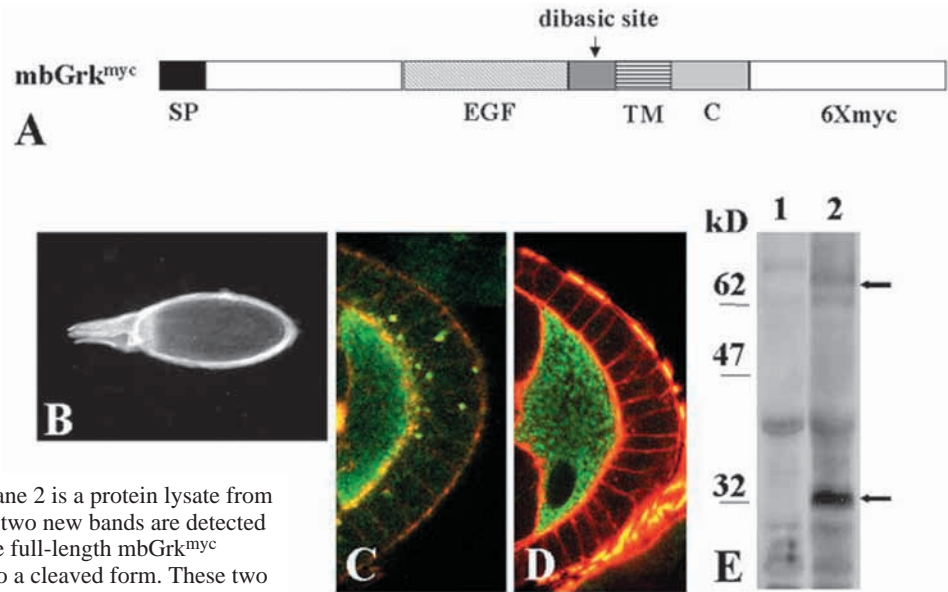 dibasic site
mbGrkmyc
SP
EGF
TM
C
6Xmyc
A
kD 1 2
62
47
32
B
C
D
E
ane 2 is a protein lysate from
two new bands are detected
e full-length mbGrkmyc
o a cleaved form. These two